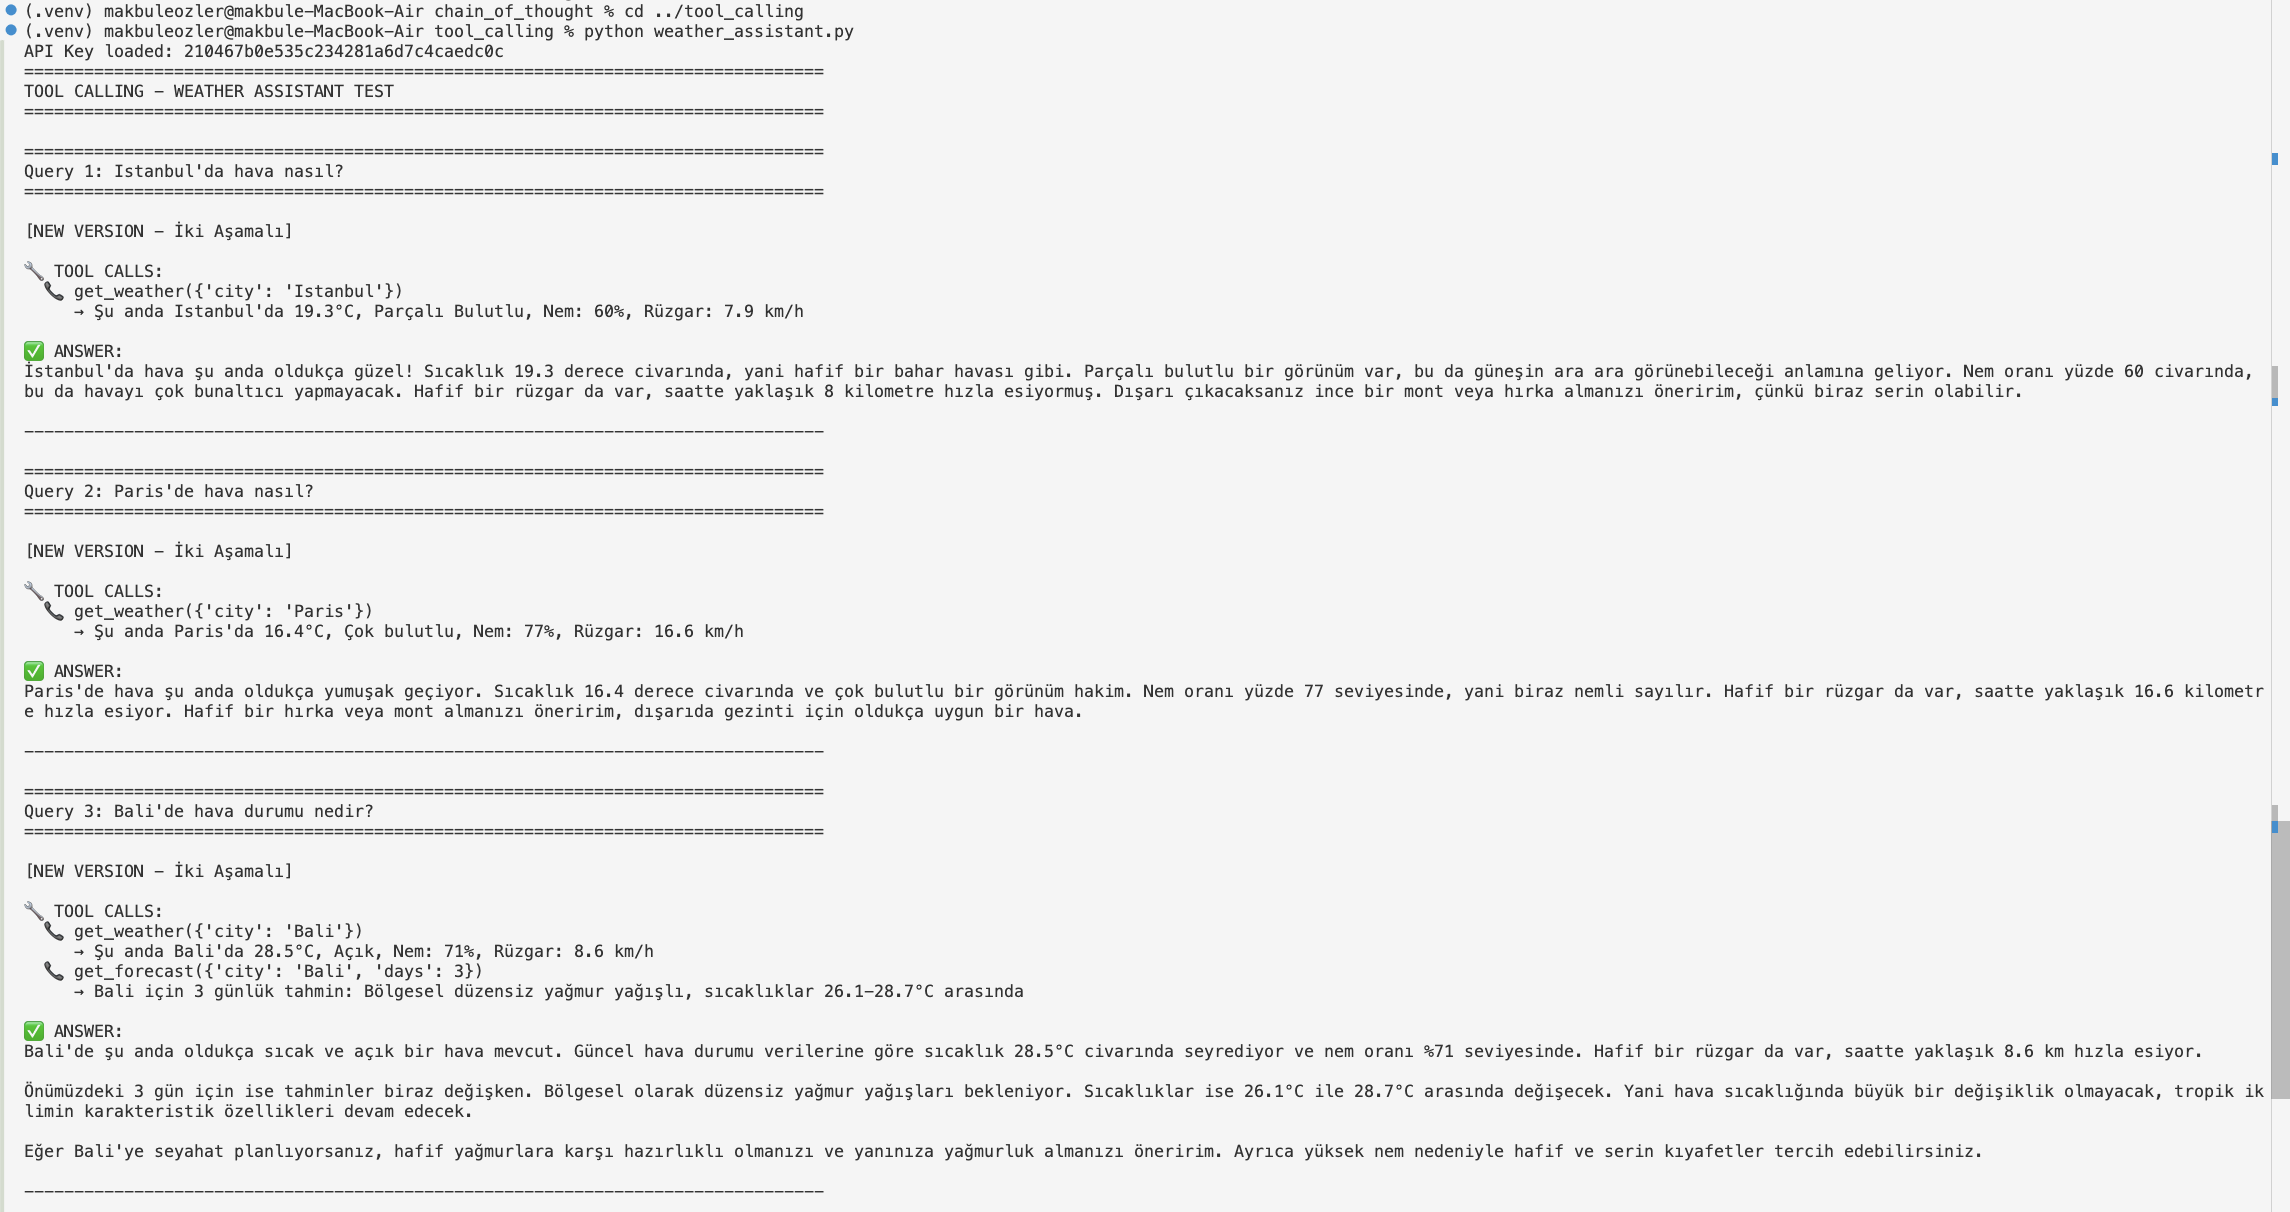 (.venv) makbuleozler@makbule-MacBook-Air chain_of_thought % cd ../tool_calling
(.venv) makbuleozler@makbule-MacBook-Air tool_calling % python weather_assistant.py
API Key loaded: 210467b0e535c234281a6d7c4caedc0c
================================================================================
TOOL CALLING – WEATHER ASSISTANT TEST
================================================================================
================================================================================
Query 1: Istanbul'da hava nasıl?
================================================================================
[NEW VERSION – İki Aşamalı]
🔧 TOOL CALLS:
📞 get_weather({'city': 'Istanbul'})
→ Şu anda Istanbul'da 19.3°C, Parçalı Bulutlu, Nem: 60%, Rüzgar: 7.9 km/h
✅ ANSWER:
İstanbul'da hava şu anda oldukça güzel! Sıcaklık 19.3 derece civarında, yani hafif bir bahar havası gibi. Parçalı bulutlu bir görünüm var, bu da güneşin ara ara görünebileceği anlamına geliyor. Nem oranı yüzde 60 civarında,
bu da havayı çok bunaltıcı yapmayacak. Hafif bir rüzgar da var, saatte yaklaşık 8 kilometre hızla esiyormuş. Dışarı çıkacaksanız ince bir mont veya hırka almanızı öneririm, çünkü biraz serin olabilir.
--------------------------------------------------------------------------------
================================================================================
Query 2: Paris'de hava nasıl?
================================================================================
[NEW VERSION – İki Aşamalı]
🔧 TOOL CALLS:
📞 get_weather({'city': 'Paris'})
→ Şu anda Paris'da 16.4°C, Çok bulutlu, Nem: 77%, Rüzgar: 16.6 km/h
✅ ANSWER:
Paris'de hava şu anda oldukça yumuşak geçiyor. Sıcaklık 16.4 derece civarında ve çok bulutlu bir görünüm hakim. Nem oranı yüzde 77 seviyesinde, yani biraz nemli sayılır. Hafif bir rüzgar da var, saatte yaklaşık 16.6 kilometr
e hızla esiyor. Hafif bir hırka veya mont almanızı öneririm, dışarıda gezinti için oldukça uygun bir hava.
--------------------------------------------------------------------------------
================================================================================
Query 3: Bali'de hava durumu nedir?
================================================================================
[NEW VERSION – İki Aşamalı]
🔧 TOOL CALLS:
📞 get_weather({'city': 'Bali'})
→ Şu anda Bali'da 28.5°C, Açık, Nem: 71%, Rüzgar: 8.6 km/h
📞 get_forecast({'city': 'Bali', 'days': 3})
→ Bali için 3 günlük tahmin: Bölgesel düzensiz yağmur yağışlı, sıcaklıklar 26.1–28.7°C arasında
✅ ANSWER:
Bali'de şu anda oldukça sıcak ve açık bir hava mevcut. Güncel hava durumu verilerine göre sıcaklık 28.5°C civarında seyrediyor ve nem oranı %71 seviyesinde. Hafif bir rüzgar da var, saatte yaklaşık 8.6 km hızla esiyor.
Önümüzdeki 3 gün için ise tahminler biraz değişken. Bölgesel olarak düzensiz yağmur yağışları bekleniyor. Sıcaklıklar ise 26.1°C ile 28.7°C arasında değişecek. Yani hava sıcaklığında büyük bir değişiklik olmayacak, tropik ik
limin karakteristik özellikleri devam edecek.
Eğer Bali'ye seyahat planlıyorsanız, hafif yağmurlara karşı hazırlıklı olmanızı ve yanınıza yağmurluk almanızı öneririm. Ayrıca yüksek nem nedeniyle hafif ve serin kıyafetler tercih edebilirsiniz.
--------------------------------------------------------------------------------